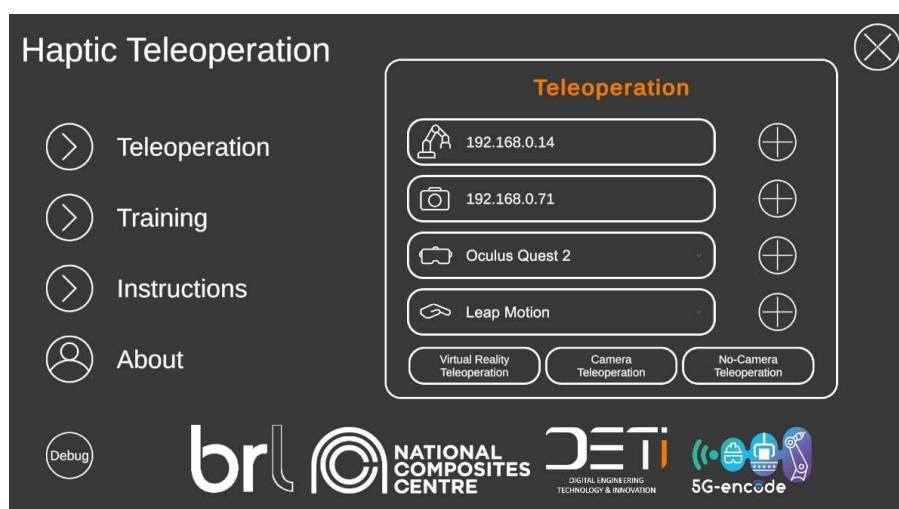 Haptic Teleoperation
Teleoperation
Training
Instructions
About
Debug
Teleoperation
192.168.0.14
192.168.0.71
Oculus Quest 2
Leap Motion
Virtual Reality
Teleoperation
Camera
Teleoperation
No-Camera
Teleoperation
brl
NATIONAL
COMPOSITES
CENTRE
DETi
DIGITAL ENGINEERING
TECHNOLOGY & INNOVATION
5G-encode